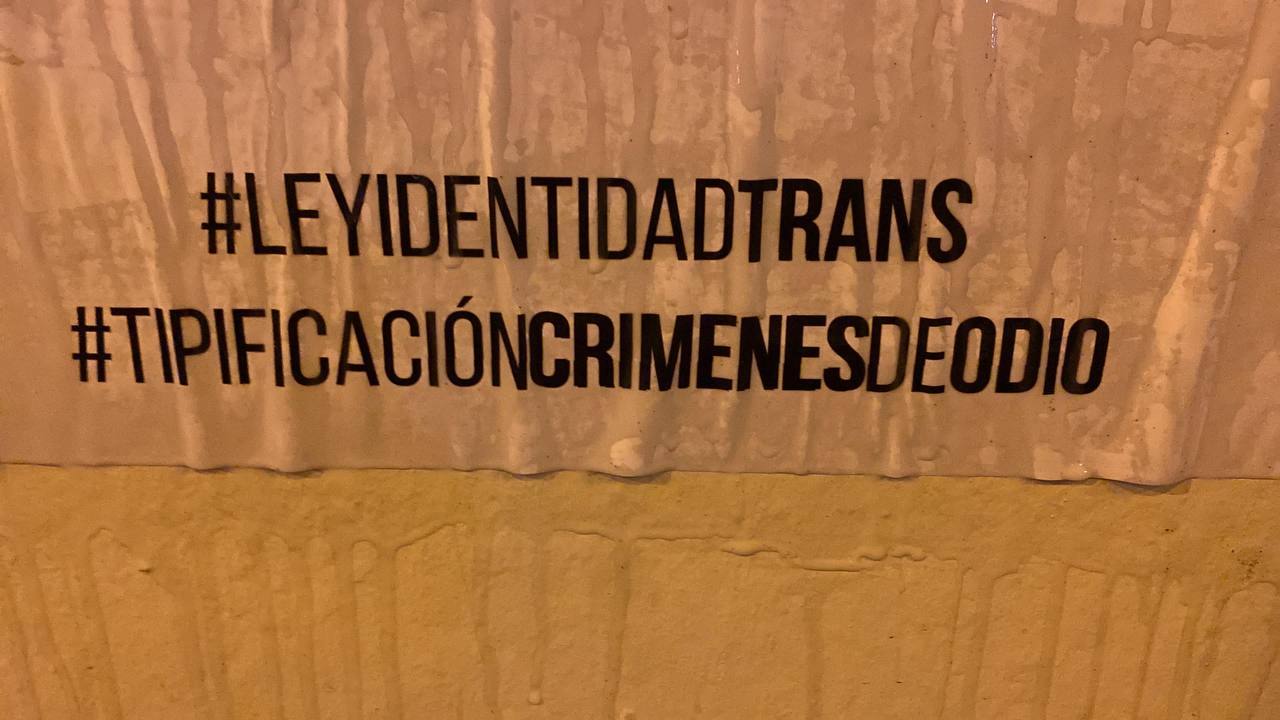 #LEYIDENTIDADTRANS
#TIPIFICACIÓNCRIMENESDEODIO